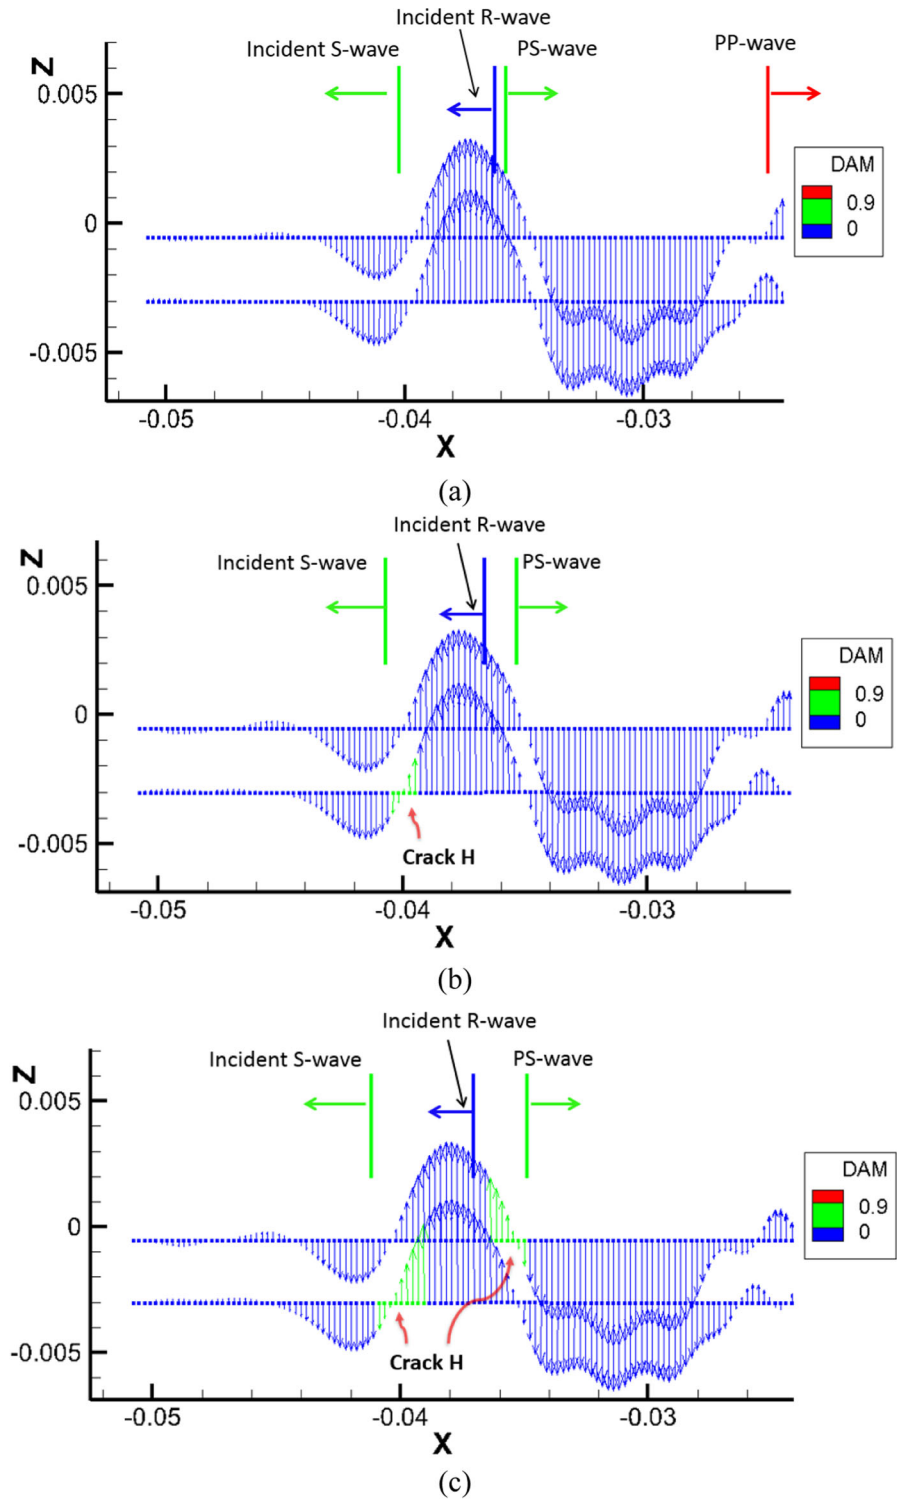 Incident R-wave
Incident S-wave
PS-wave
PP-wave
Z
0.005
0
-0.005
DAM
0.9
0
-0.05
-0.04
-0.03
X
(a)
Incident R-wave
Incident S-wave
PS-wave
Z
0.005
0
-0.005
DAM
0.9
0
Crack H
-0.05
-0.04
-0.03
X
(b)
Incident R-wave
Incident S-wave
PS-wave
Z
0.005
0
-0.005
DAM
0.9
0
Crack H
-0.05
-0.04
-0.03
X
(c)